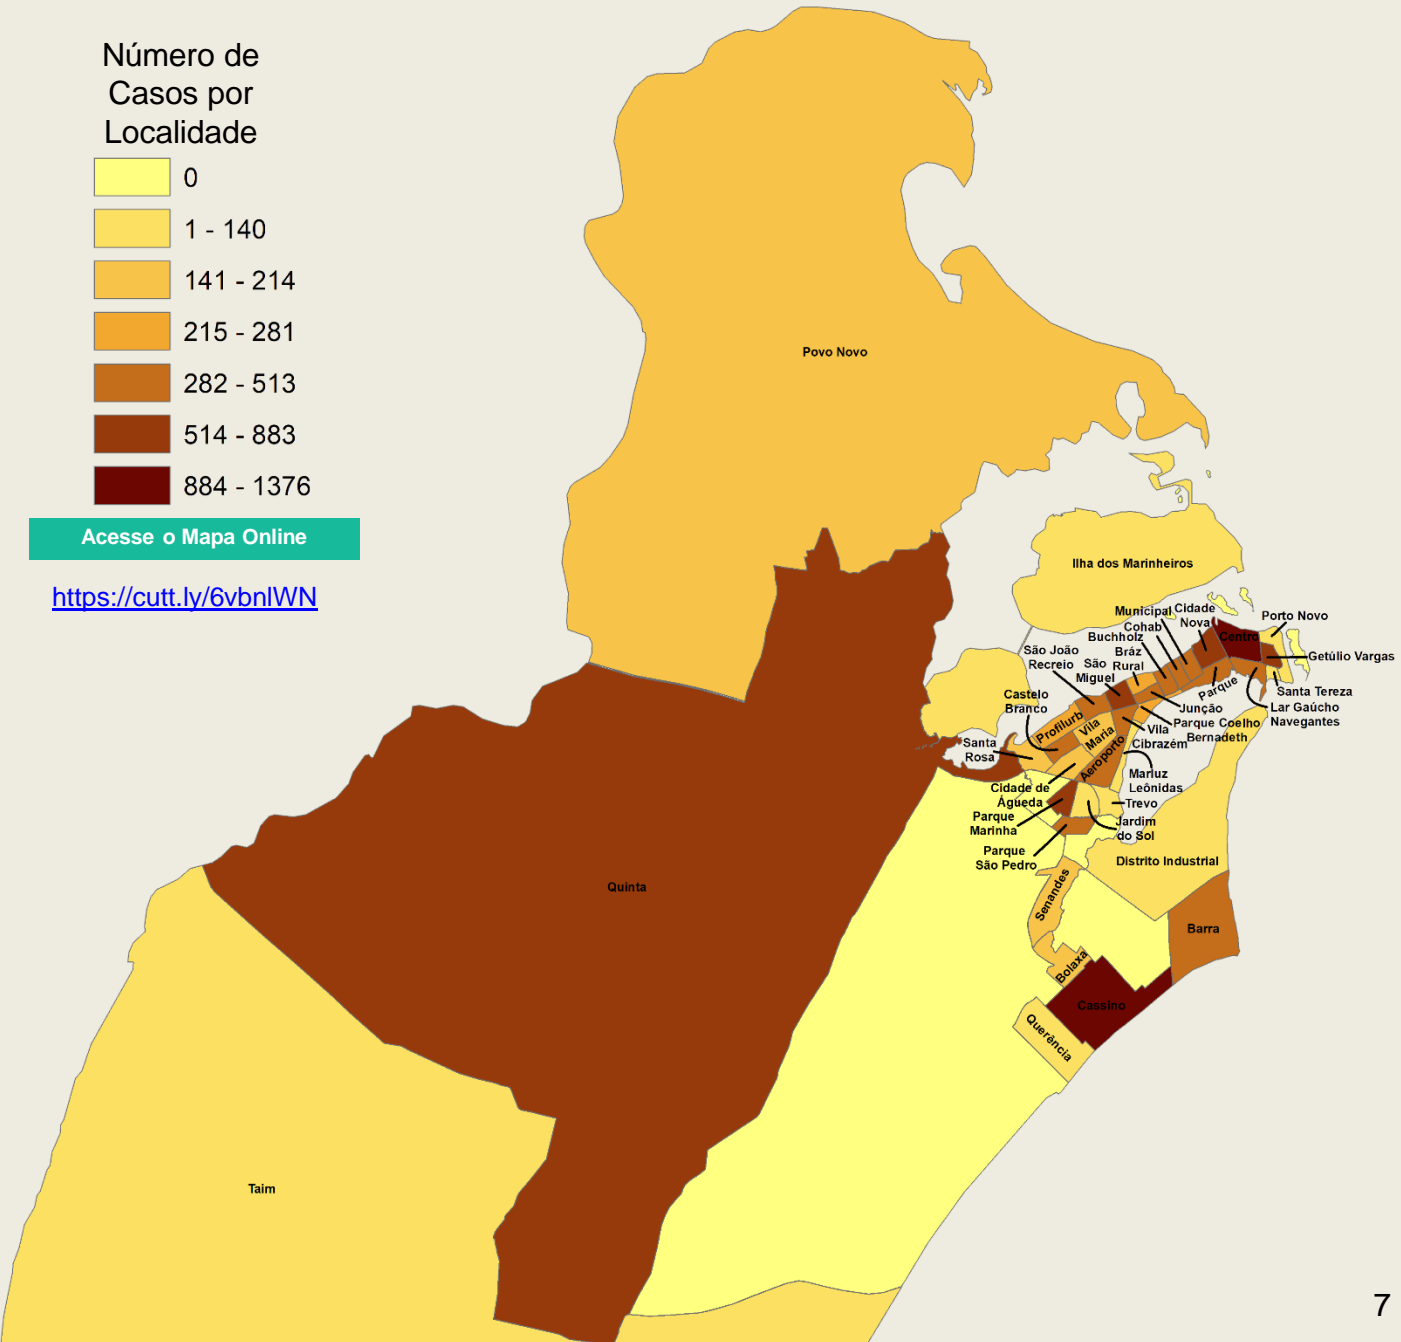 Número de
Casos por
Localidade
0
1 - 140
141 - 214
215 - 281
282 - 513
514 - 883
884 - 1376
Acesse o Mapa Online
https://cutt.ly/6vbnlWN
Povo Novo
Ilha dos Marinheiros
Municipal
Cidade
Nova
Cohab
Buchholz
Bráz
Rural
São João
Recreio
São
Miguel
Castelo
Branco
Centro
Porto Novo
Getúlio Vargas
Santa Tereza
Lar Gaúcho
Navegantes
Parque
Junção
Parque Coelho
Bernadeth
Vila
Cibrazém
Profilurb
Vila
Maria
Aeroporto
Santa
Rosa
Marluz
Leônidas
Trevo
Cidade de
Águeda
Parque
Marinha
Jardim
do Sol
Parque
São Pedro
Distrito Industrial
Quinta
Senandes
Barra
Bolaxa
Cassino
Querência
Taim
7